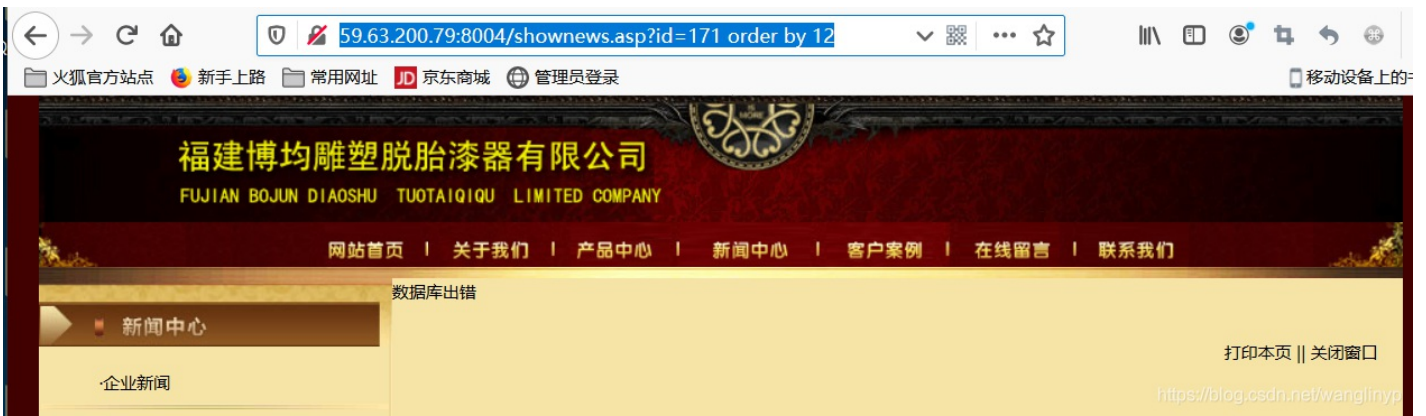 59.63.200.79:8004/shownews.asp?id=171 order by 12
火狐官方站点 新手上路 常用网址 JD 京东商城 管理员登录 移动设备上的书
MORE
福建博均雕塑脱胎漆器有限公司
FUJIAN BOJUN DIAOSHU TUOTAIQIQU LIMITED COMPANY
网站首页 | 关于我们 | 产品中心 | 新闻中心 | 客户案例 | 在线留言 | 联系我们
数据库出错
新闻中心
打印本页 || 关闭窗口
·企业新闻
https://blog.csdn.net/wanglinyp